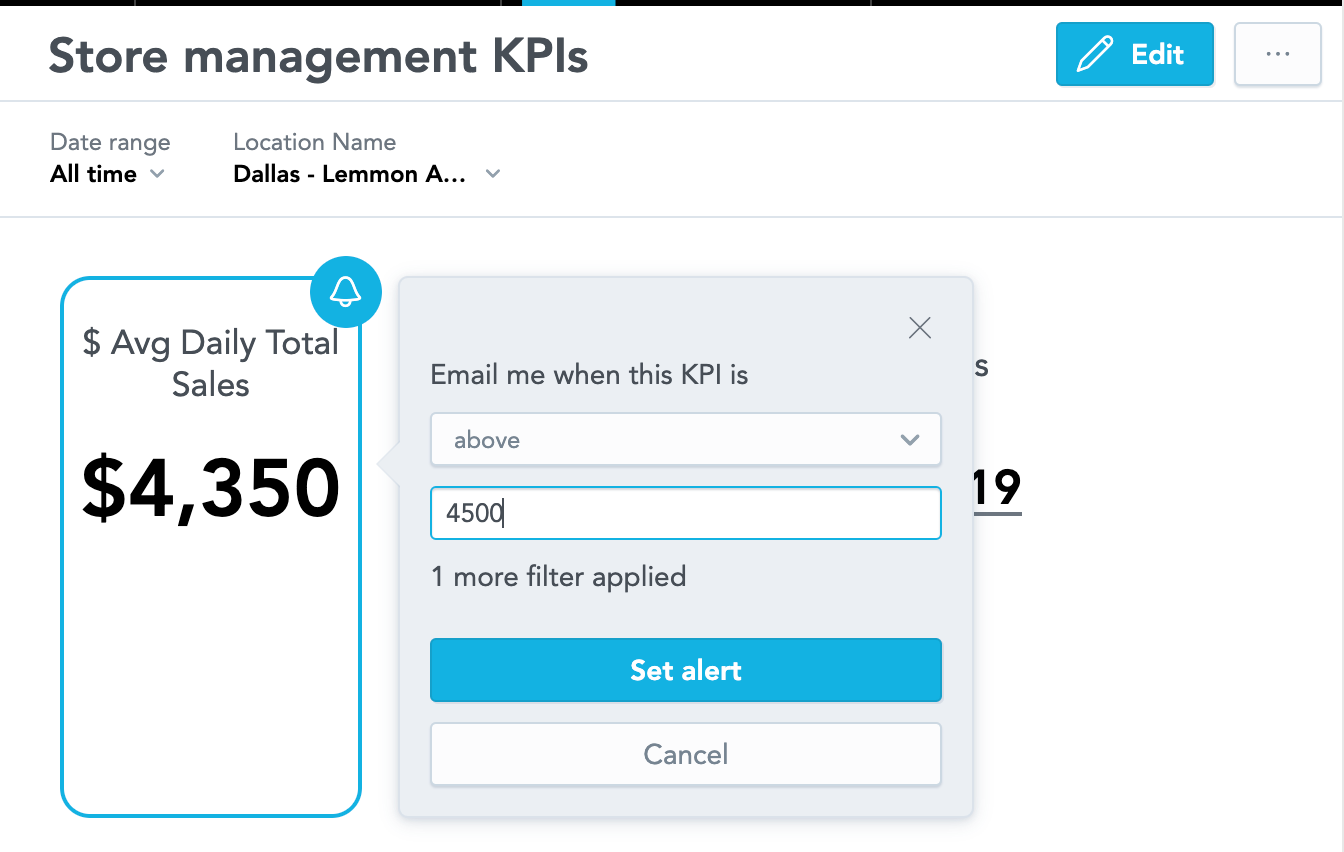 Store management KPIs
Edit
...
Date range
Location Name
All time
Dallas - Lemmon A...
$ Avg Daily Total
Sales
$4,350
Email me when this KPI is
above
4500
1 more filter applied
Set alert
Cancel
s
19